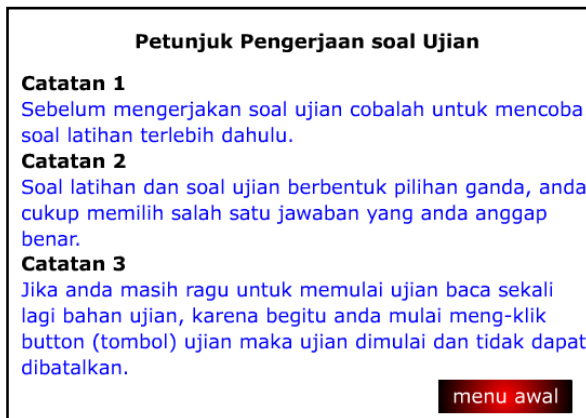 Petunjuk Pengerjaan soal Ujian
Catatan 1
Sebelum mengerjakan soal ujian cobalah untuk mencoba
soal latihan terlebih dahulu.
Catatan 2
Soal latihan dan soal ujian berbentuk pilihan ganda, anda
cukup memilih salah satu jawaban yang anda anggap
benar.
Catatan 3
Jika anda masih ragu untuk memulai ujian baca sekali
lagi bahan ujian, karena begitu anda mulai meng-klik
button (tombol) ujian maka ujian dimulai dan tidak dapat
dibatalkan.
menu awal